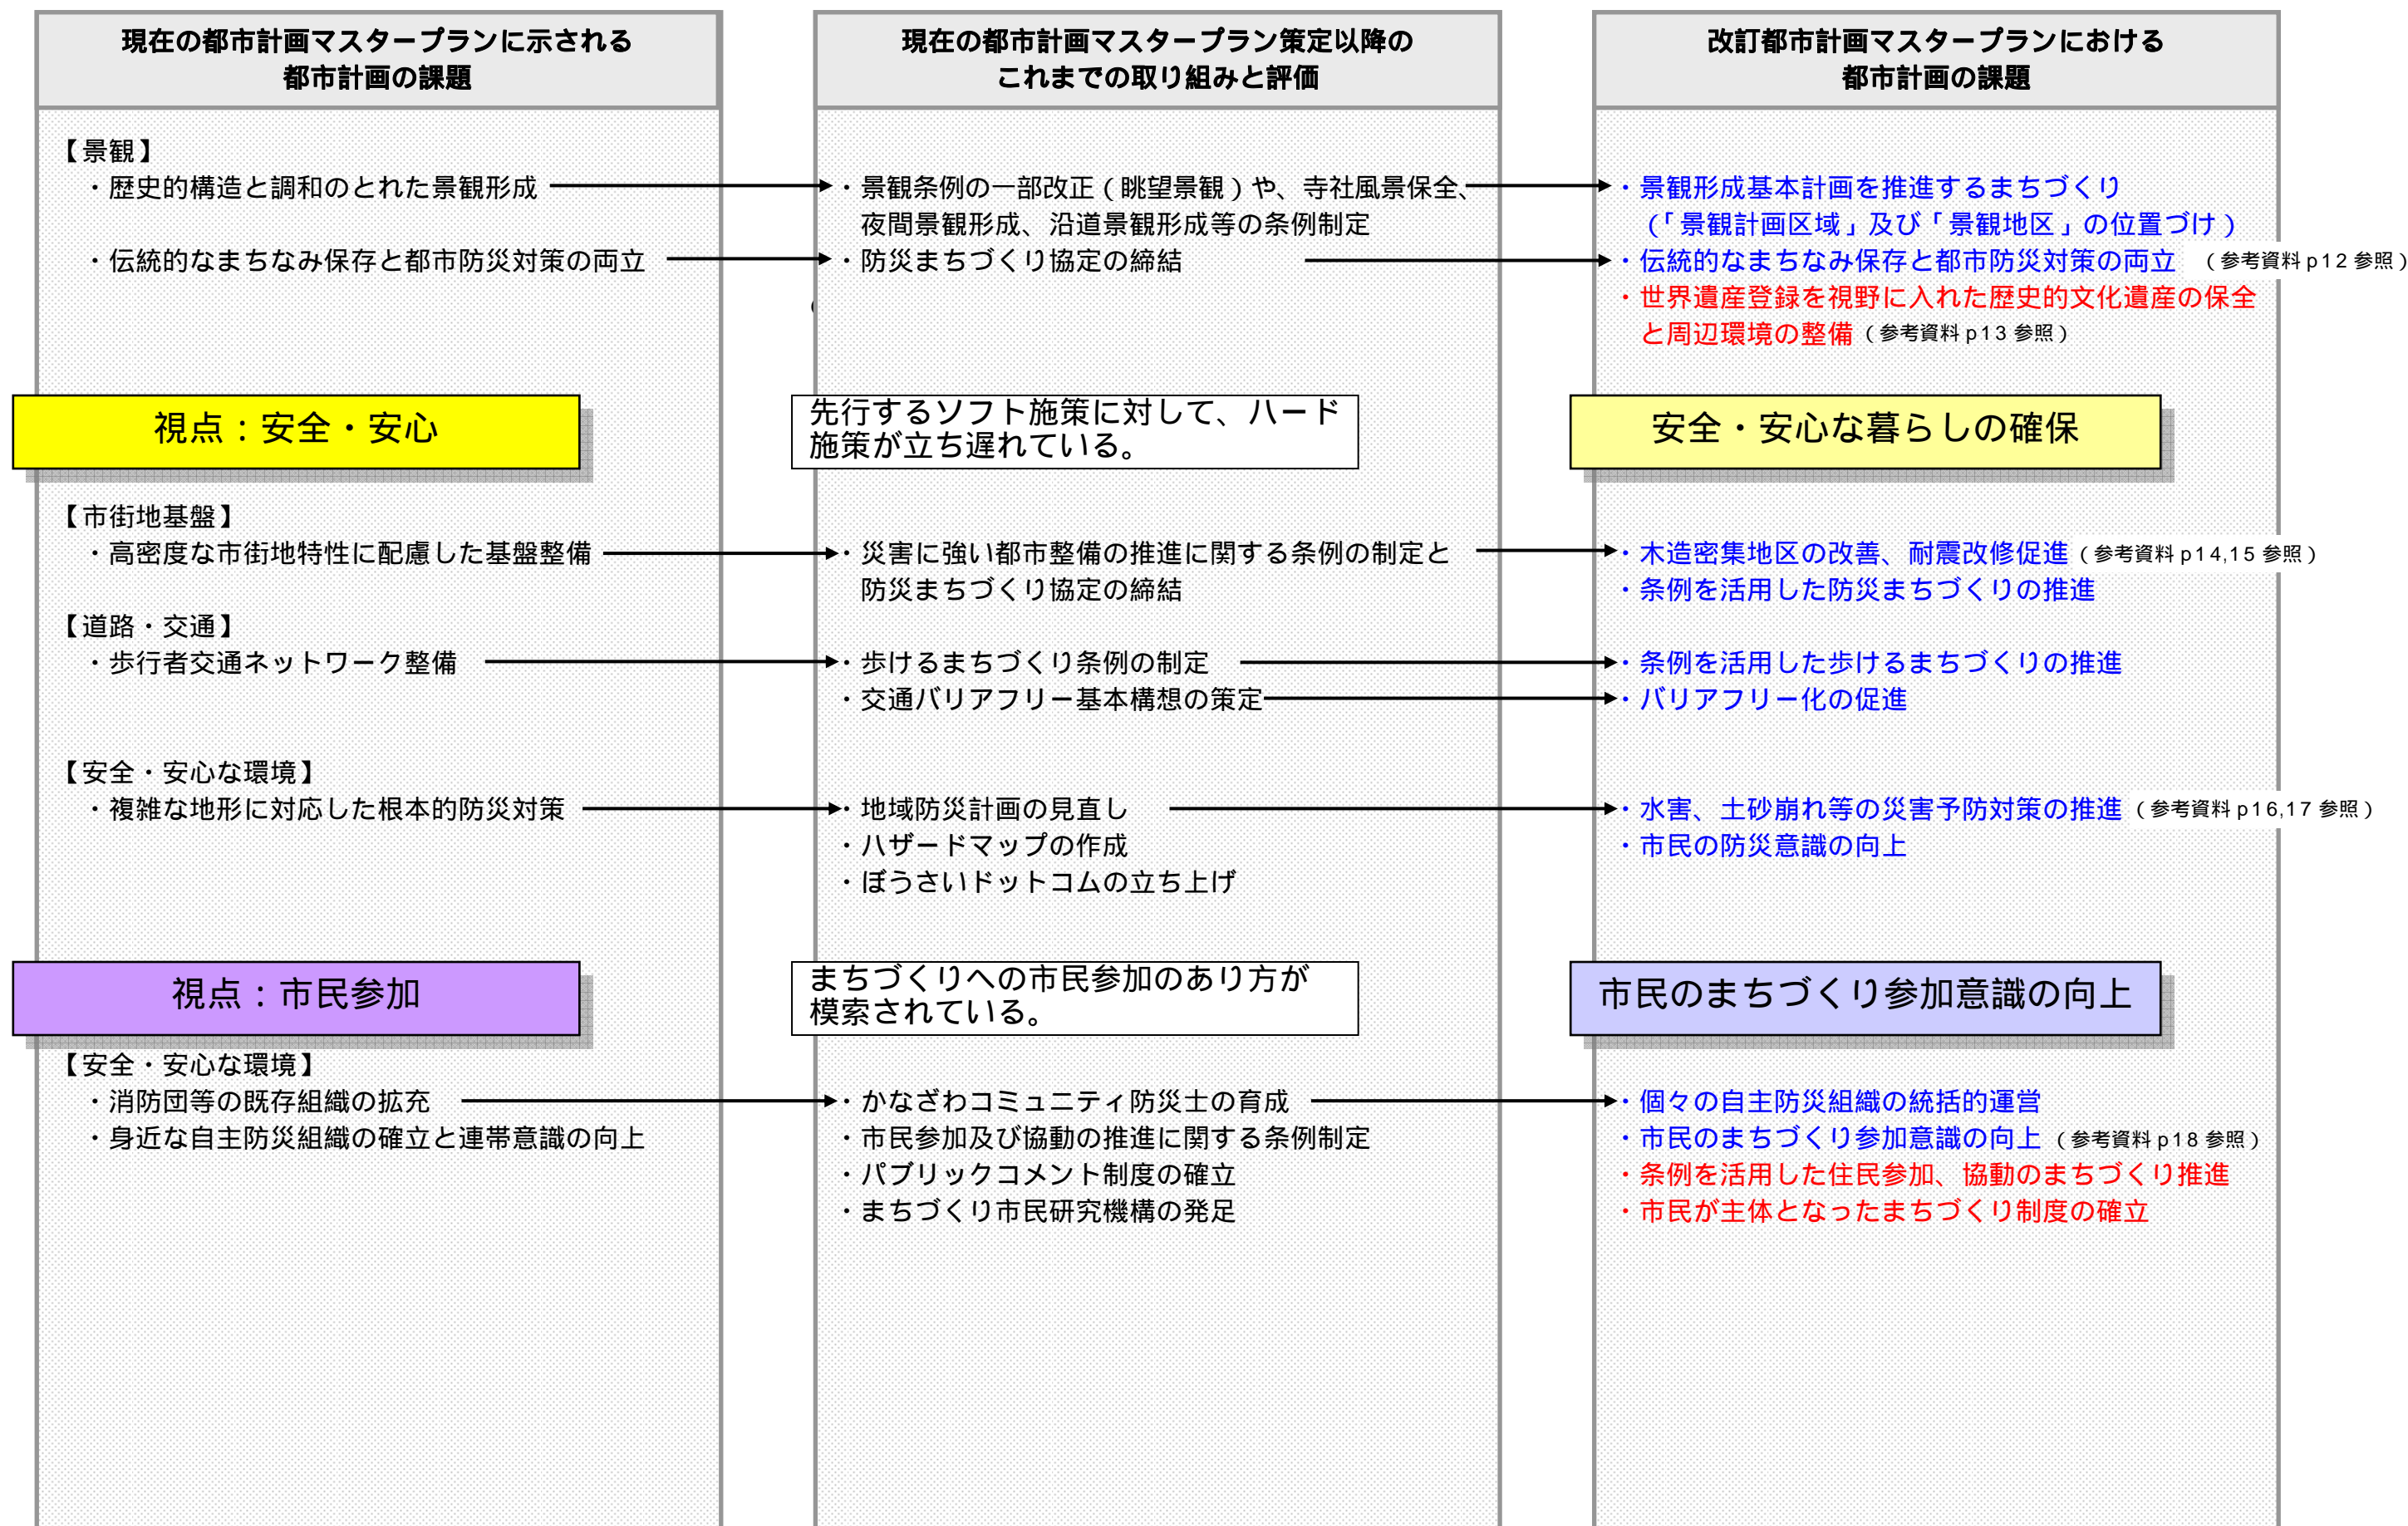 現在の都市計画マスタープランに示される
都市計画の課題
【景観】
・歴史的構造と調和のとれた景観形成
・伝統的なまちなみ保存と都市防災対策の両立
視点：安全・安心
【市街地基盤】
・高密度な市街地特性に配慮した基盤整備
【道路・交通】
・歩行者交通ネットワーク整備
【安全・安心な環境】
・複雑な地形に対応した根本的防災対策
視点：市民参加
【安全・安心な環境】
・消防団等の既存組織の拡充
・身近な自主防災組織の確立と連帯意識の向上
現在の都市計画マスタープラン策定以降の
これまでの取り組みと評価
・景観条例の一部改正（眺望景観）や、寺社風景保全、
夜間景観形成、沿道景観形成等の条例制定
・防災まちづくり協定の締結
先行するソフト施策に対して、ハード
施策が立ち遅れている。
・災害に強い都市整備の推進に関する条例の制定と
防災まちづくり協定の締結
・歩けるまちづくり条例の制定
・交通バリアフリー基本構想の策定
・地域防災計画の見直し
・ハザードマップの作成
・ぼうさいドットコムの立ち上げ
まちづくりへの市民参加のあり方が
模索されている。
・かなざわコミュニティ防災士の育成
・市民参加及び協動の推進に関する条例制定
・パブリックコメント制度の確立
・まちづくり市民研究機構の発足
改訂都市計画マスタープランにおける
都市計画の課題
・景観形成基本計画を推進するまちづくり
（「景観計画区域」及び「景観地区」の位置づけ）
・伝統的なまちなみ保存と都市防災対策の両立 （参考資料p12参照）
・世界遺産登録を視野に入れた歴史的文化遺産の保全
と周辺環境の整備（参考資料p13参照）
安全・安心な暮らしの確保
・木造密集地区の改善、耐震改修促進（参考資料p14,15参照）
・条例を活用した防災まちづくりの推進
・条例を活用した歩けるまちづくりの推進
・バリアフリー化の促進
・水害、土砂崩れ等の災害予防対策の推進（参考資料p16,17参照）
・市民の防災意識の向上
市民のまちづくり参加意識の向上
・個々の自主防災組織の統括的運営
・市民のまちづくり参加意識の向上（参考資料p18参照）
・条例を活用した住民参加、協動のまちづくり推進
・市民が主体となったまちづくり制度の確立